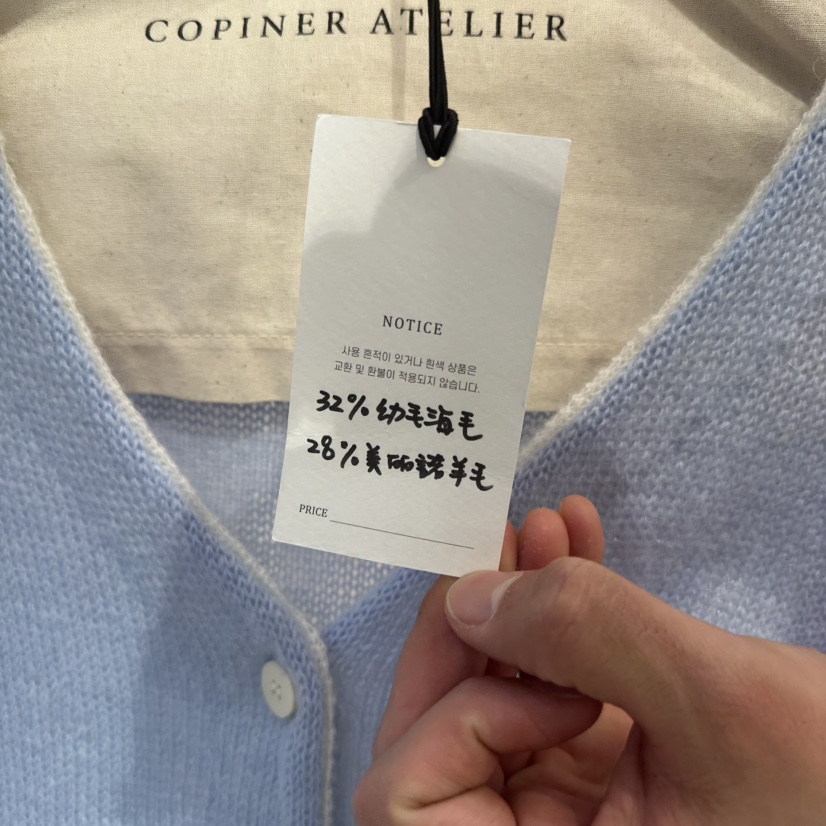 COPINER ATELIER
NOTICE
사용 흔적이 있거나 흰색 상품은
교환 및 환불이 적용되지 않습니다.
32% 幼毛海毛
28% 美丽諾羊毛
PRICE